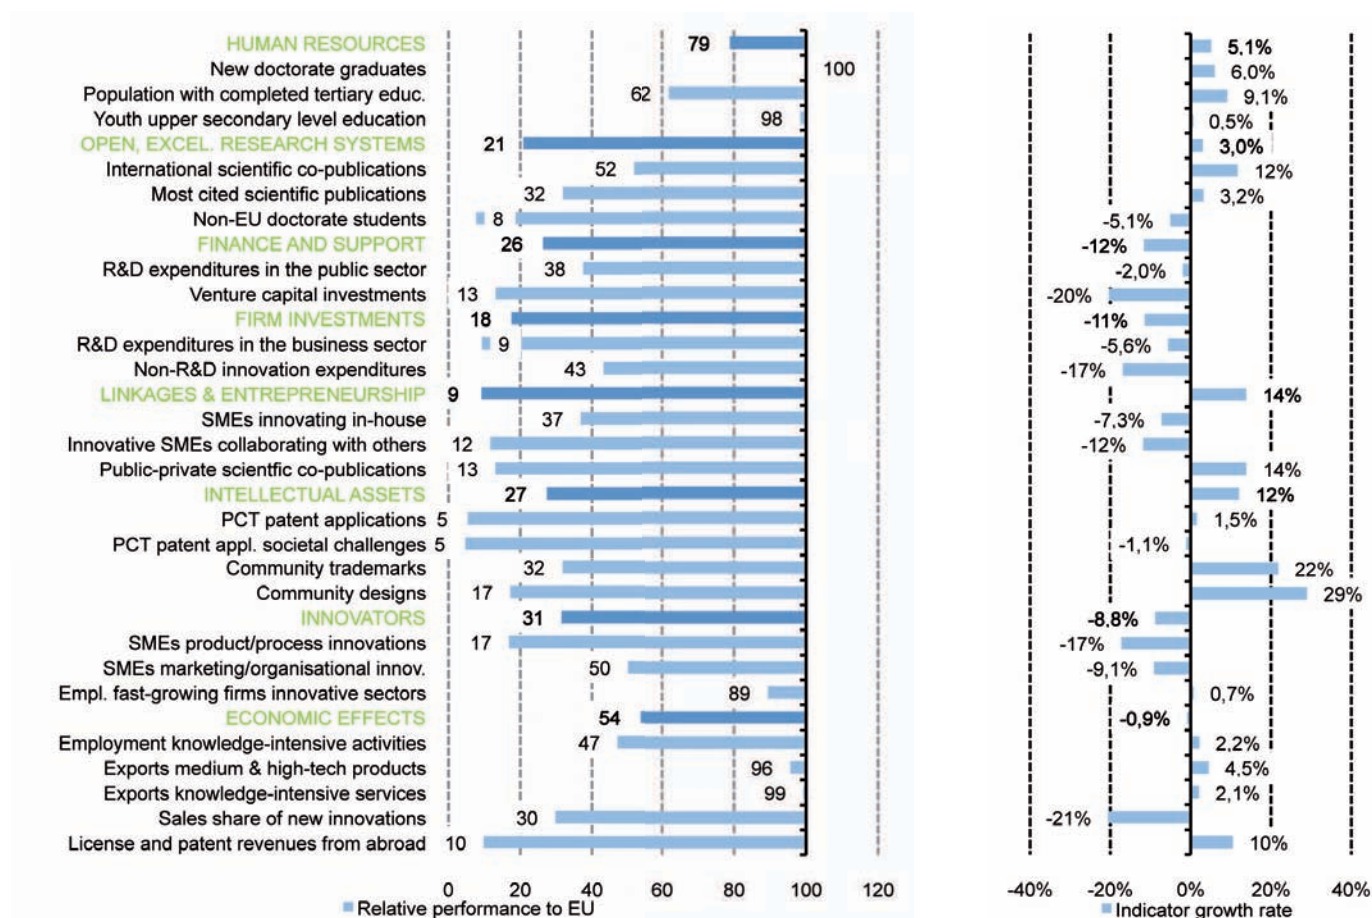 HUMAN RESOURCES 79 5.1%
New doctorate graduates 100 6.0%
Population with completed tertiary educ. 62 9.1%
Youth upper secondary level education 98 0,5%
OPEN, EXCEL. RESEARCH SYSTEMS 21 3,0%
International scientific co-publications 52 12%
Most cited scientific publications 32 3,2%
Non-EU doctorate students 8 -5,1%
FINANCE AND SUPPORT 26 -12%
R&D expenditures in the public sector 38 -2,0%
Venture capital investments 13 -20%
FIRM INVESTMENTS 18 -11%
R&D expenditures in the business sector 9 -5,6%
Non-R&D innovation expenditures 43 -17%
LINKAGES & ENTREPRENEURSHIP 9 14%
SMEs innovating in-house 37 -7,3%
Innovative SMEs collaborating with others 12 -12%
Public-private scientfic co-publications 13 14%
INTELLECTUAL ASSETS 27 12%
PCT patent applications 5 1,5%
PCT patent appl. societal challenges 5 -1,1%
Community trademarks 32 22%
Community designs 17 29%
INNOVATORS 31 -8,8%
SMEs product/process innovations 17 -17%
SMEs marketing/organisational innov. 50 -9,1%
Empl. fast-growing firms innovative sectors 89 0,7%
ECONOMIC EFFECTS 54 -0,9%
Employment knowledge-intensive activities 47 2,2%
Exports medium & high-tech products 96 4.5%
Exports knowledge-intensive services 99 2,1%
Sales share of new innovations 30 -21%
License and patent revenues from abroad 10 10%
0 20 40 60 80 100 120 -40% -20% 0% 20% 40%
Relative performance to EU Indicator growth rate